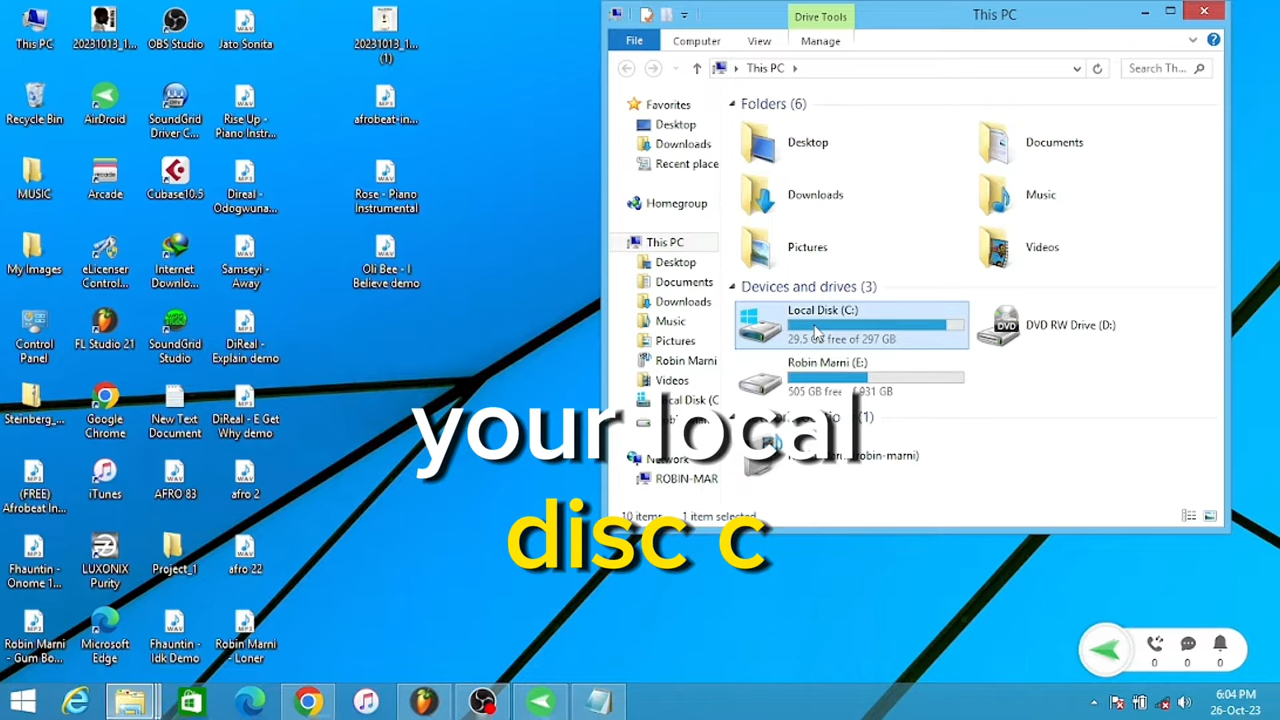 This PC
20231013_1...
OBS Studio
Jato Sonita
20231013_1...
(1)
Recycle Bin
AirDroid
SoundGrid
Driver C...
Rise Up -
Piano Instr...
afrobeat-in...
MUSIC
Arcade
Cubase10.5
Direal -
Odogwuna...
Rose - Piano
Instrumental
My Images
eLicenser
Control...
Internet
Downlo...
Samseyi -
Away
Oli Bee - I
Believe demo
Control
Panel
FL Studio 21
SoundGrid
Studio
DiReal -
Explain demo
Steinberg_...
Google
Chrome
New Text
Document
DiReal - E Get
Why demo
(FREE)
Afrobeat In...
iTunes
AFRO 83
afro 2
Fhauntin -
Onome 1...
LUXONIX
Purity
Project_1
afro 22
Robin Marni
- Gum Bo...
Microsoft
Edge
Fhauntin -
Idk Demo
Robin Marni
- Loner
Drive Tools
This PC
File
Computer
View
Manage
This PC
Search Th...
Favorites
Desktop
Downloads
Recent place
Homegroup
This PC
Desktop
Documents
Downloads
Music
Pictures
Robin Marni
Videos
Local Disk (C
Network
ROBIN-MAR
Folders (6)
Desktop
Documents
Downloads
Music
Pictures
Videos
Devices and drives (3)
Local Disk (C:)
29.5 free of 297 GB
DVD RW Drive (D:)
DVD
Robin Marni (E:)
505 GB free 931 GB
(1)
robin-marni)
10 items
1 item selected
your local
disc c
0
0
0
6:04 PM
26-Oct-23